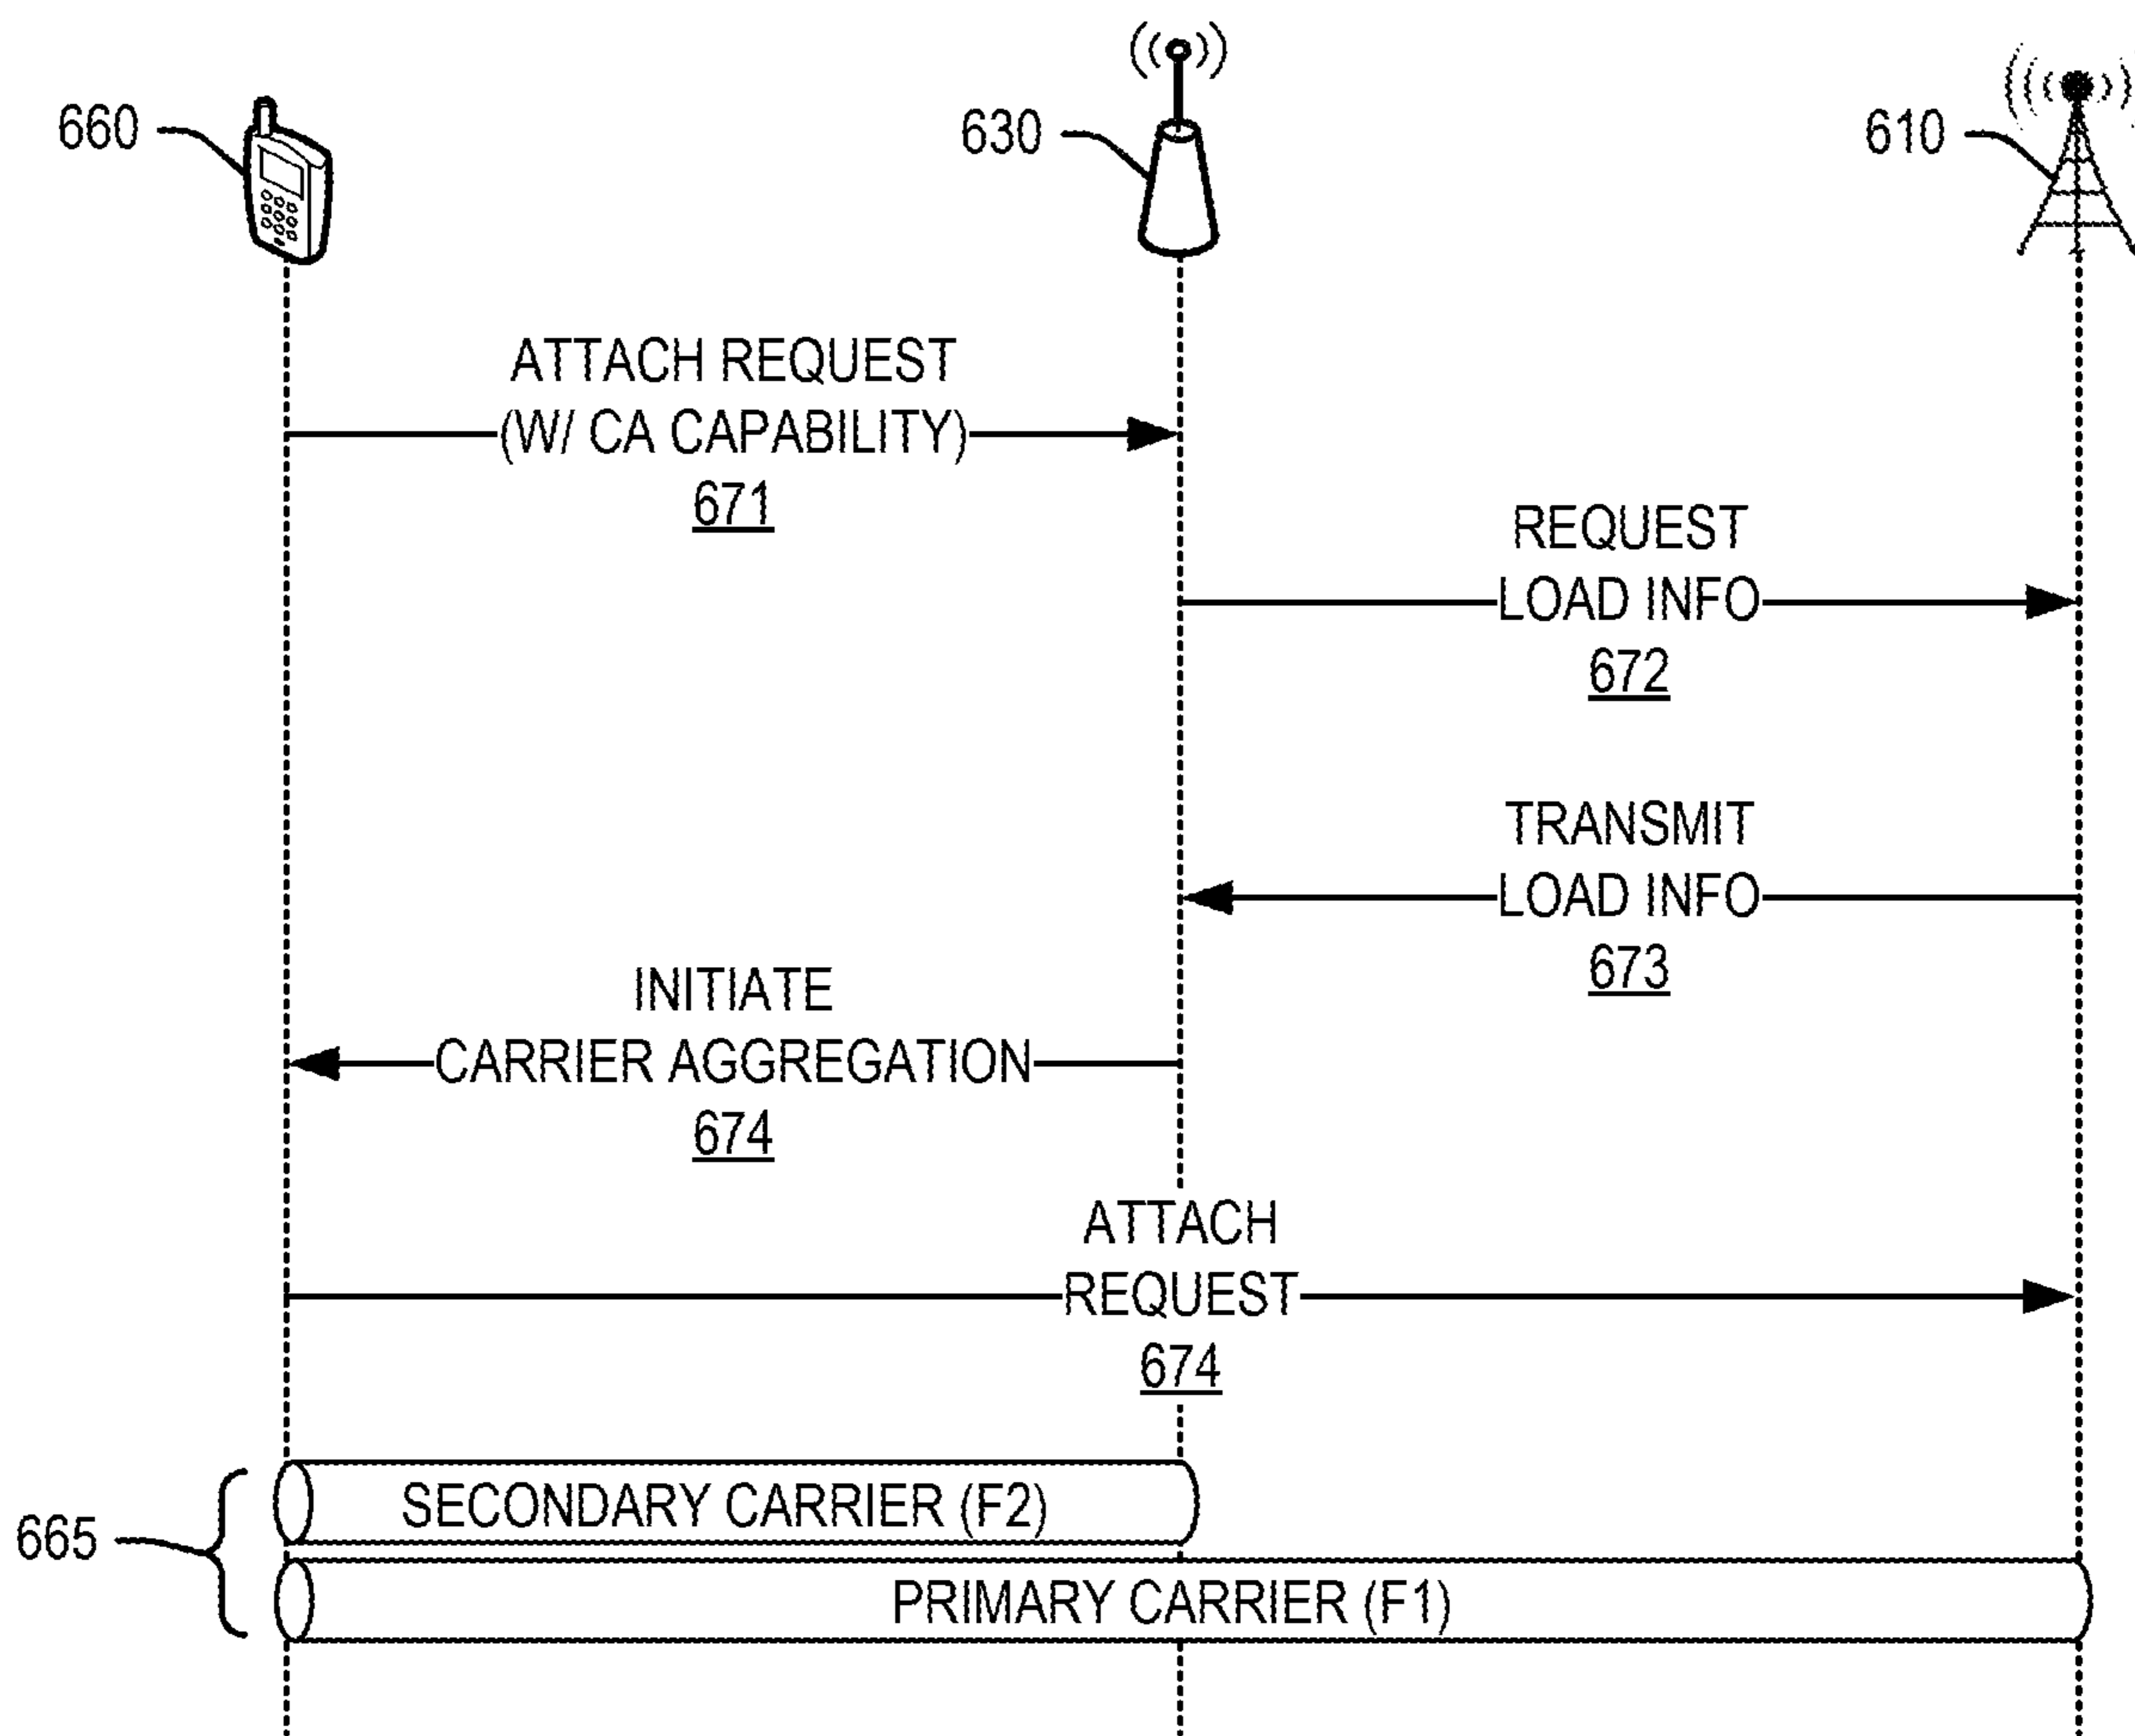 660
630
610
ATTACH REQUEST
(W/ CA CAPABILITY)
671
REQUEST
LOAD INFO
672
TRANSMIT
LOAD INFO
673
INITIATE
CARRIER AGGREGATION
674
ATTACH
REQUEST
674
665
SECONDARY CARRIER (F2)
PRIMARY CARRIER (F1)